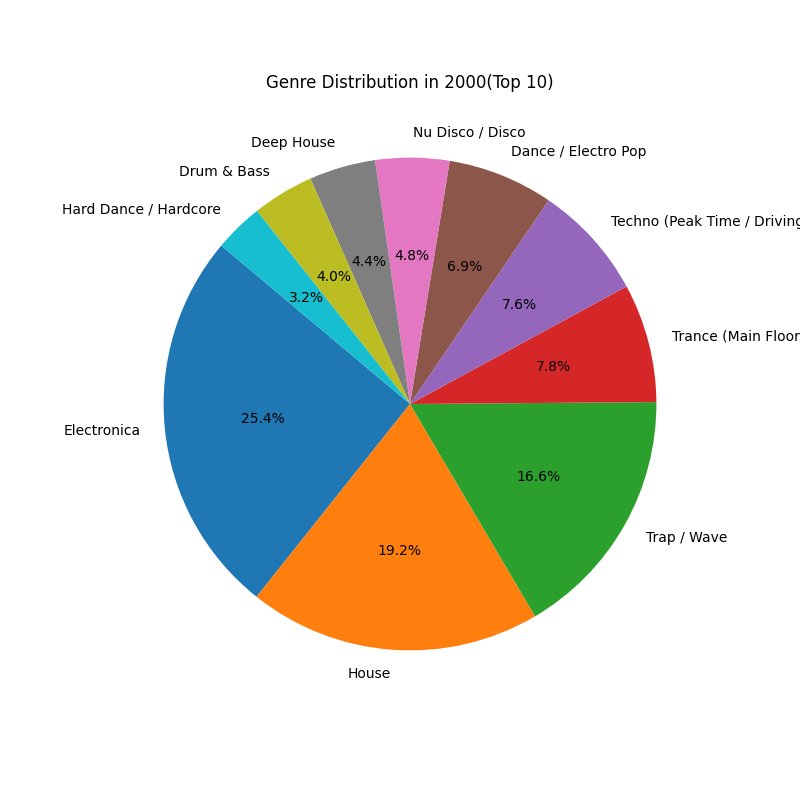 Genre Distribution in 2000(Top 10)
Nu Disco / Disco
Deep House
Dance / Electro Pop
Drum & Bass
Hard Dance / Hardcore
Techno (Peak Time / Driving
4.8%
4.4%
6.9%
4.0%
3.2%
7.6%
Trance (Main Floor
7.8%
25.4%
Electronica
16.6%
Trap / Wave
19.2%
House